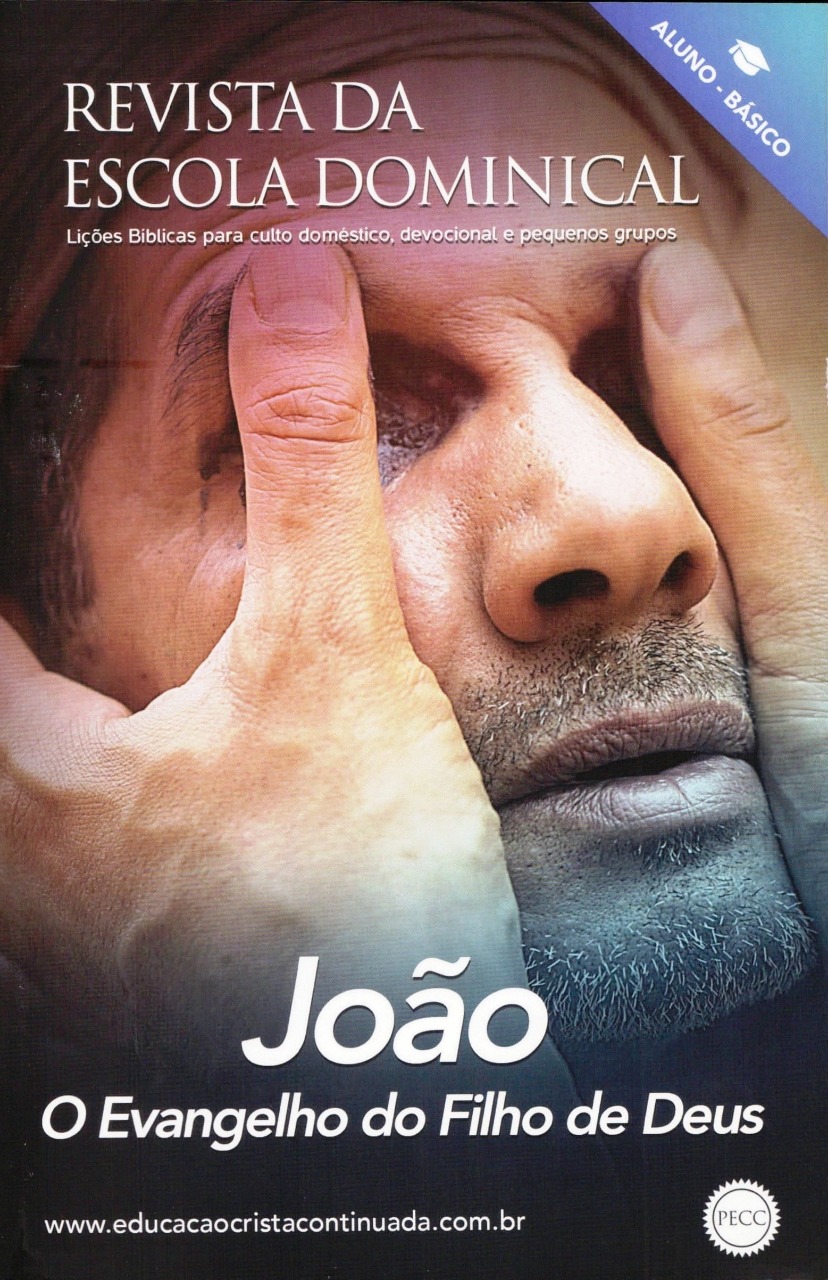 ALUNO - BÁSICO
REVISTA DA
ESCOLA DOMINICAL
Lições Bíblicas para culto doméstico, devocional e pequenos grupos
João
O Evangelho do Filho de Deus
www.educacaocristacontinuada.com.br
PECC